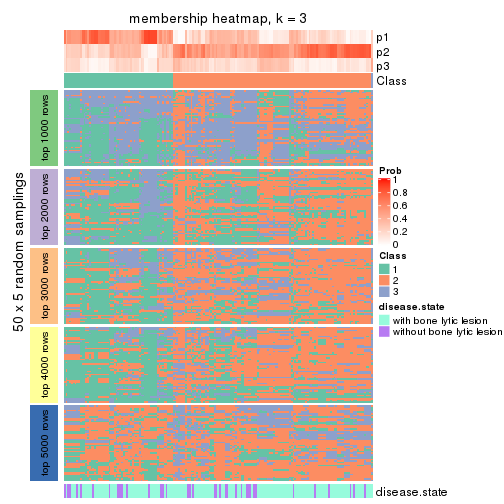 membership heatmap, k = 3
p1
p2
p3
Class
50 x 5 random samplings
top 1000 rows
top 2000 rows
top 3000 rows
top 4000 rows
top 5000 rows
Prob
1
0.8
0.6
0.4
0.2
0
Class
1
2
3
disease.state
with bone lytic lesion
without bone lytic lesion
disease.state